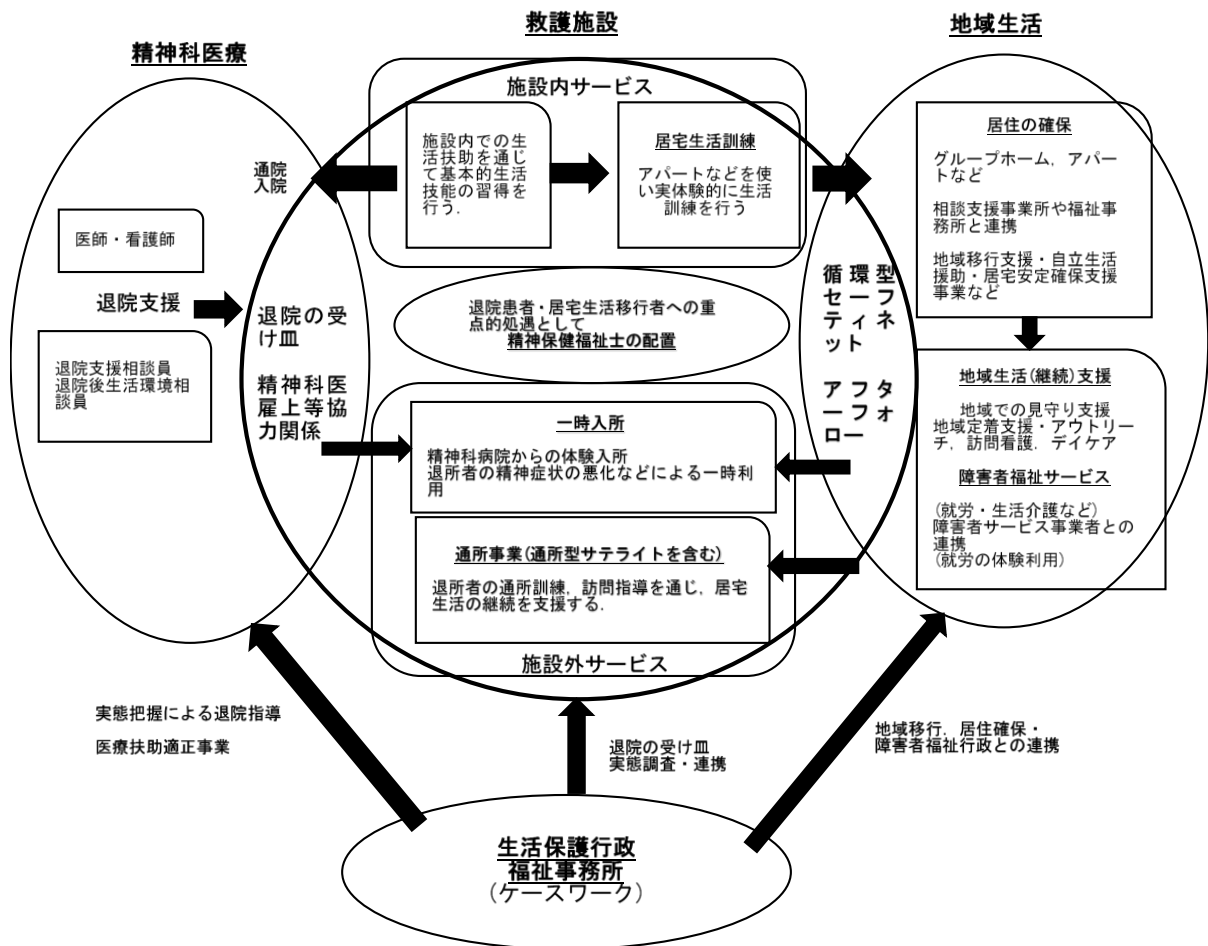 救護施設
地域生活
精神科医療
施設内サービス
施設内での生
活扶助を通じ
て基本的生活
技能の習得を
行う.
居宅生活訓練
アパートなどを使
い実体験的に生活
訓練を行う
通院
入院
医師・看護師
退院支援
退院支援相談員
退院後生活環境相
談員
退院の受
け皿
精神科医
雇上等協
力関係
退院患者・居宅生活移行者への重
点的処遇として
精神保健福祉士の配置
循環型
セーフ
ティネ
ット
アフタ
ーフォ
ロー
居住の確保
グループホーム，アパー
トなど
相談支援事業所や福祉事
務所と連携
地域移行支援・自立生活
援助・居宅安定確保支援
事業など
地域生活(継続)支援
地域での見守り支援
地域定着支援・アウトリー
チ，訪問看護．デイケア
障害者福祉サービス
(就労・生活介護など)
障害者サービス事業者との
連携
(就労の体験利用)
一時入所
精神科病院からの体験入所
退所者の精神症状の悪化などによる一時利
用
通所事業(通所型サテライトを含む)
退所者の通所訓練，訪問指導を通じ，居宅
生活の継続を支援する.
施設外サービス
実態把握による退院指導
医療扶助適正事業
退院の受け皿
実態調査・連携
地域移行．居住確保・
障害者福祉行政との連携
生活保護行政
福祉事務所
(ケースワーク)